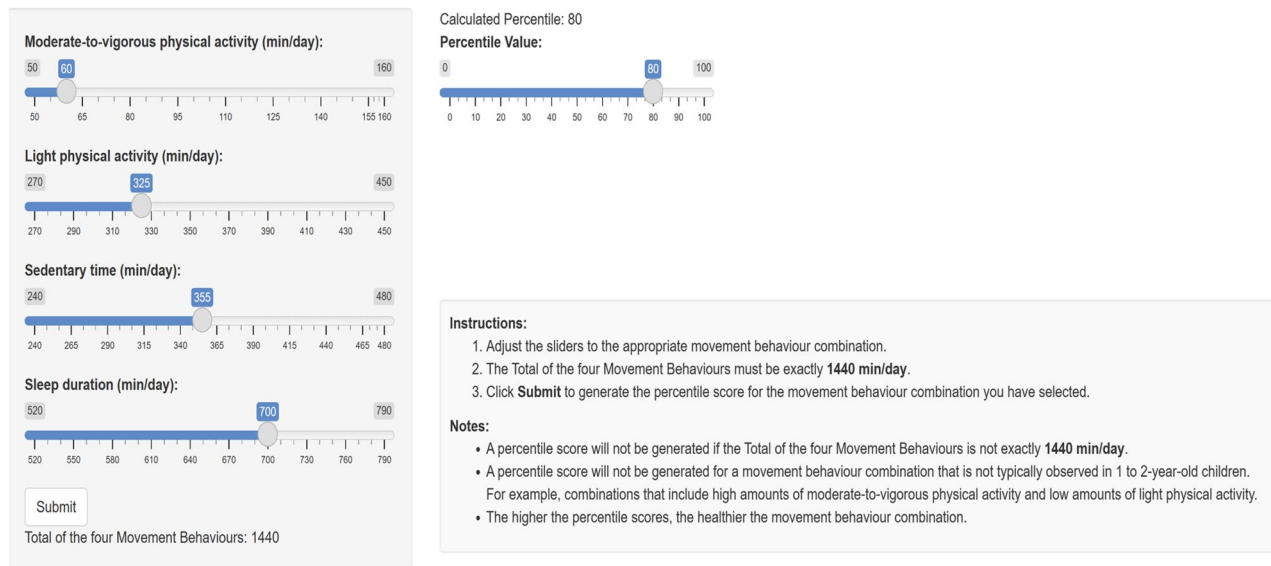 Moderate-to-vigorous physical activity (min/day):
50 60 160
50 65 80 95 110 125 140 155 160
Light physical activity (min/day):
270 325 450
270 290 310 330 350 370 390 410 430 450
Sedentary time (min/day):
240 355 480
240 265 290 315 340 365 390 415 440 465 480
Sleep duration (min/day):
520 700 790
520 550 580 610 640 670 700 730 760 790
Submit
Total of the four Movement Behaviours: 1440
Calculated Percentile: 80
Percentile Value:
0 80 100
0 10 20 30 40 50 60 70 80 90 100
Instructions:
1. Adjust the sliders to the appropriate movement behaviour combination.
2. The Total of the four Movement Behaviours must be exactly 1440 min/day.
3. Click Submit to generate the percentile score for the movement behaviour combination you have selected.
Notes:
• A percentile score will not be generated if the Total of the four Movement Behaviours is not exactly 1440 min/day.
• A percentile score will not be generated for a movement behaviour combination that is not typically observed in 1 to 2-year-old children.
For example, combinations that include high amounts of moderate-to-vigorous physical activity and low amounts of light physical activity.
• The higher the percentile scores, the healthier the movement behaviour combination.